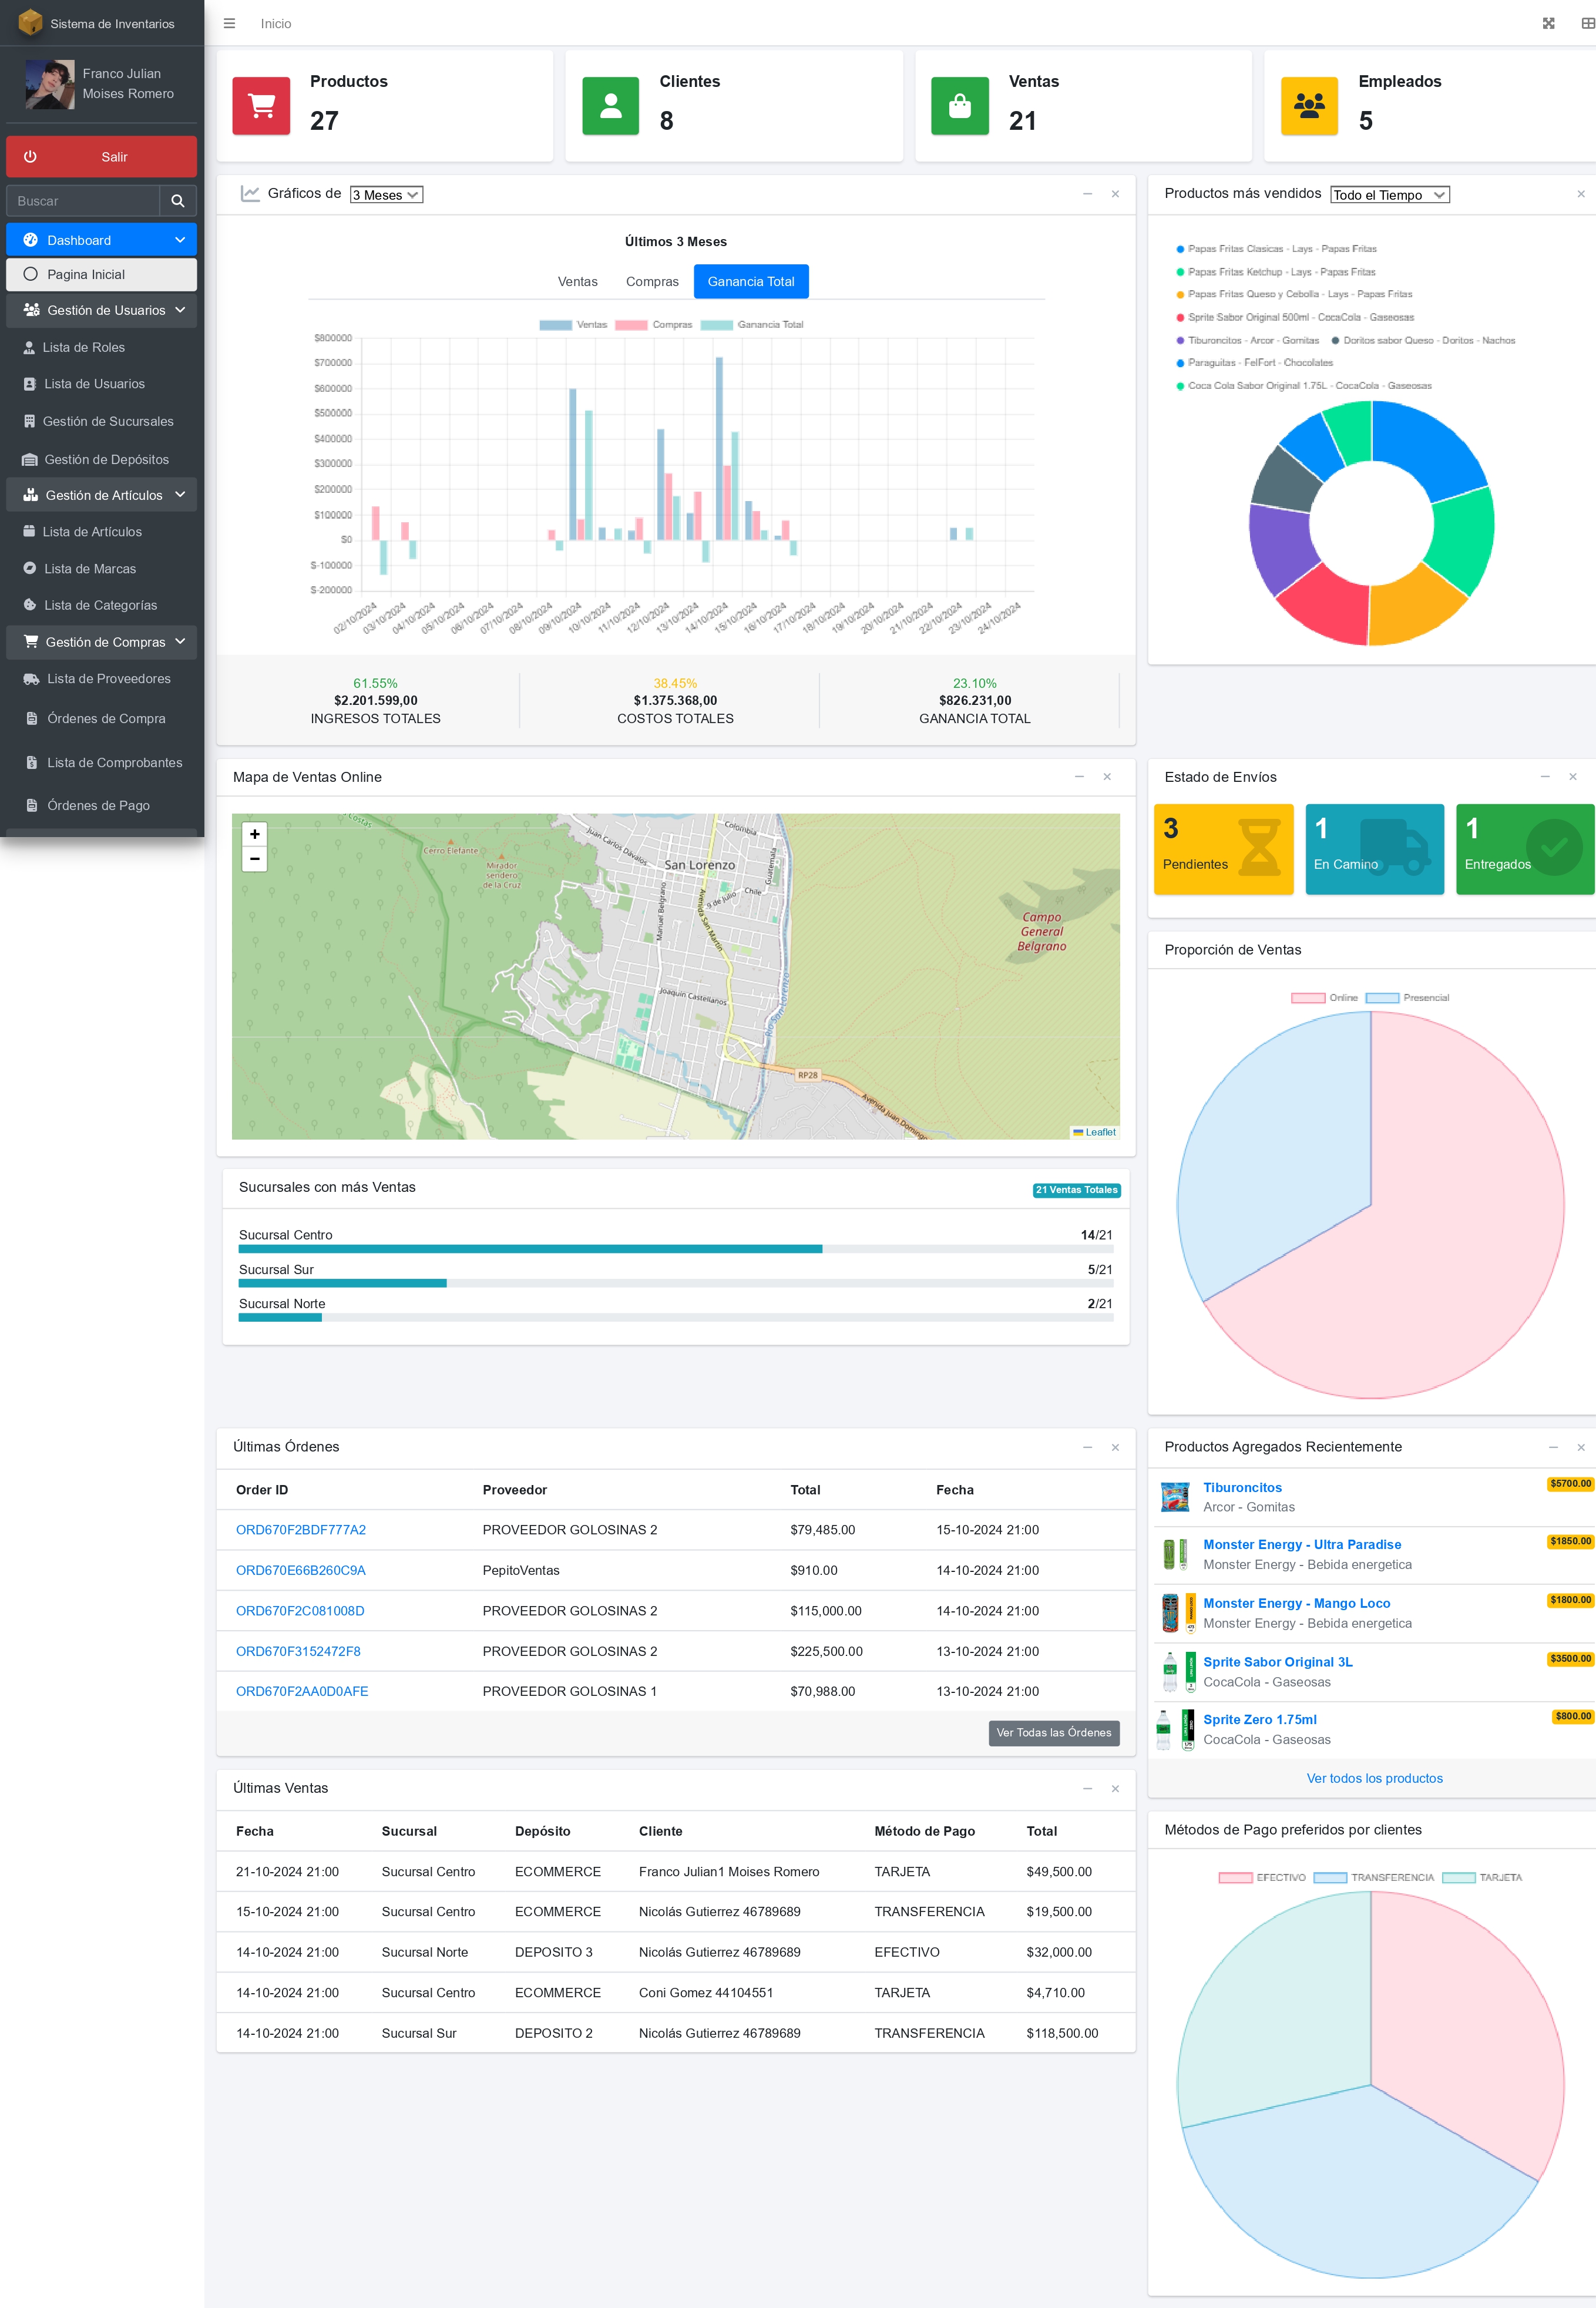 Sistema de Inventarios
Franco Julian
Moises Romero
Salir
Buscar
Dashboard
Pagina Inicial
Gestión de Usuarios
Lista de Roles
Lista de Usuarios
Gestión de Sucursales
Gestión de Depósitos
Gestión de Artículos
Lista de Artículos
Lista de Marcas
Lista de Categorías
Gestión de Compras
Lista de Proveedores
Órdenes de Compra
Lista de Comprobantes
Órdenes de Pago
Inicio
Productos
27
Clientes
8
Ventas
21
Empleados
5
Gráficos de 3 Meses
Últimos 3 Meses
Ventas Compras Ganancia Total
Ventas Compras Ganancia Total
$800000
$700000
$600000
$500000
$400000
$300000
$200000
$100000
$0
$-100000
$-200000
02/10/2024 03/10/2024 04/10/2024 05/10/2024 06/10/2024 07/10/2024 08/10/2024 09/10/2024 10/10/2024 11/10/2024 12/10/2024 13/10/2024 14/10/2024 15/10/2024 16/10/2024 17/10/2024 18/10/2024 19/10/2024 20/10/2024 21/10/2024 22/10/2024 23/10/2024 24/10/2024
61.55%
$2.201.599,00
INGRESOS TOTALES
38.45%
$1.375.368,00
COSTOS TOTALES
23.10%
$826.231,00
GANANCIA TOTAL
Productos más vendidos Todo el Tiempo
Papas Fritas Clasicas - Lays - Papas Fritas
Papas Fritas Ketchup - Lays - Papas Fritas
Papas Fritas Queso y Cebolla - Lays - Papas Fritas
Sprite Sabor Original 500ml - CocaCola - Gaseosas
Tiburoncitos - Arcor - Gomitas Doritos sabor Queso - Doritos - Nachos
Paraguitas - FelFort - Chocolates
Coca Cola Sabor Original 1.75L - CocaCola - Gaseosas
Mapa de Ventas Online
+
−
Costas
Cerro Elefante
Mirador
sendero
de la Cruz
Juan Carlos Dávalos
Colombia
San Lorenzo
Guatemala
Chile
9 de Julio
Manuel Belgrano
Avenida San Martín
Joaquín Castellanos
Río San Lorenzo
Campo
General
Belgrano
RP28
Avenida Juan Domingo
Leaflet
Estado de Envíos
3
Pendientes
1
En Camino
1
Entregados
Proporción de Ventas
Online Presencial
Sucursales con más Ventas
21 Ventas Totales
Sucursal Centro 14/21
Sucursal Sur 5/21
Sucursal Norte 2/21
Últimas Órdenes
Order ID Proveedor Total Fecha
ORD670F2BDF777A2 PROVEEDOR GOLOSINAS 2 $79,485.00 15-10-2024 21:00
ORD670E66B260C9A PepitoVentas $910.00 14-10-2024 21:00
ORD670F2C081008D PROVEEDOR GOLOSINAS 2 $115,000.00 14-10-2024 21:00
ORD670F3152472F8 PROVEEDOR GOLOSINAS 2 $225,500.00 13-10-2024 21:00
ORD670F2AA0D0AFE PROVEEDOR GOLOSINAS 1 $70,988.00 13-10-2024 21:00
Ver Todas las Órdenes
Productos Agregados Recientemente
Tiburoncitos $5700.00
Arcor - Gomitas
Monster Energy - Ultra Paradise $1850.00
Monster Energy - Bebida energetica
Monster Energy - Mango Loco $1800.00
Monster Energy - Bebida energetica
Sprite Sabor Original 3L $3500.00
CocaCola - Gaseosas
Sprite Zero 1.75ml $800.00
CocaCola - Gaseosas
Ver todos los productos
Últimas Ventas
Fecha Sucursal Depósito Cliente Método de Pago Total
21-10-2024 21:00 Sucursal Centro ECOMMERCE Franco Julian1 Moises Romero TARJETA $49,500.00
15-10-2024 21:00 Sucursal Centro ECOMMERCE Nicolás Gutierrez 46789689 TRANSFERENCIA $19,500.00
14-10-2024 21:00 Sucursal Norte DEPOSITO 3 Nicolás Gutierrez 46789689 EFECTIVO $32,000.00
14-10-2024 21:00 Sucursal Centro ECOMMERCE Coni Gomez 44104551 TARJETA $4,710.00
14-10-2024 21:00 Sucursal Sur DEPOSITO 2 Nicolás Gutierrez 46789689 TRANSFERENCIA $118,500.00
Métodos de Pago preferidos por clientes
EFECTIVO TRANSFERENCIA TARJETA